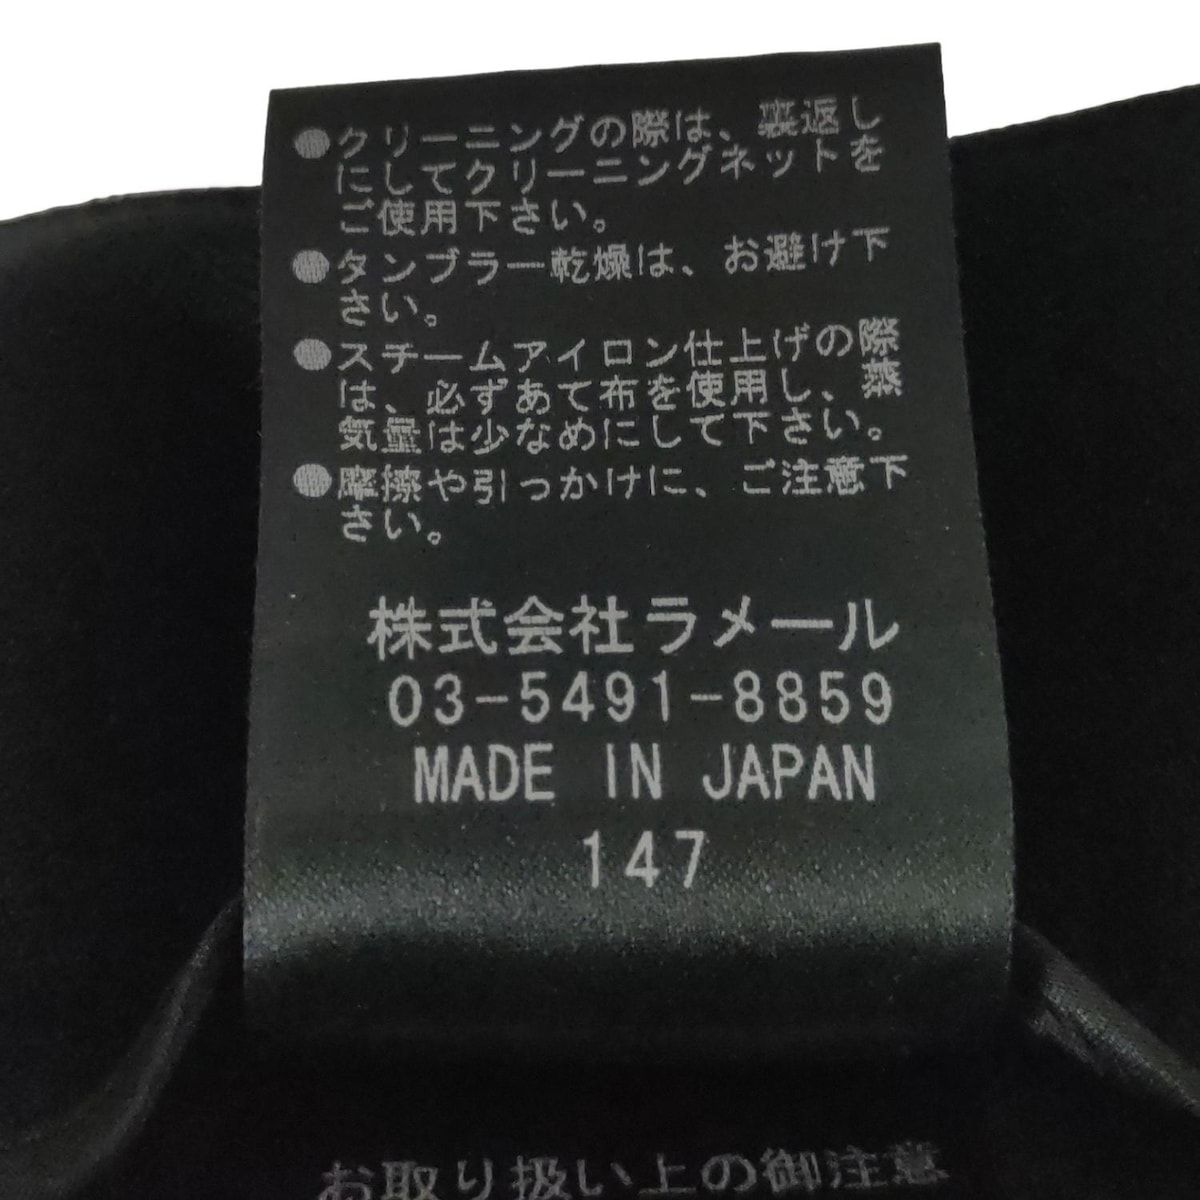 ●クリーニングの際は、裏返し
にしてクリーニングネットを
ご使用下さい。
●タンブラー乾燥は、お避け下
さい。
●スチームアイロン仕上げの際
は、必ずあて布を使用し、蒸
気量は少なめにして下さい。
●摩擦や引っかけに、ご注意下
さい。
株式会社ラメール
03-5491-8859
MADE IN JAPAN
147
お取り扱い上の御注意